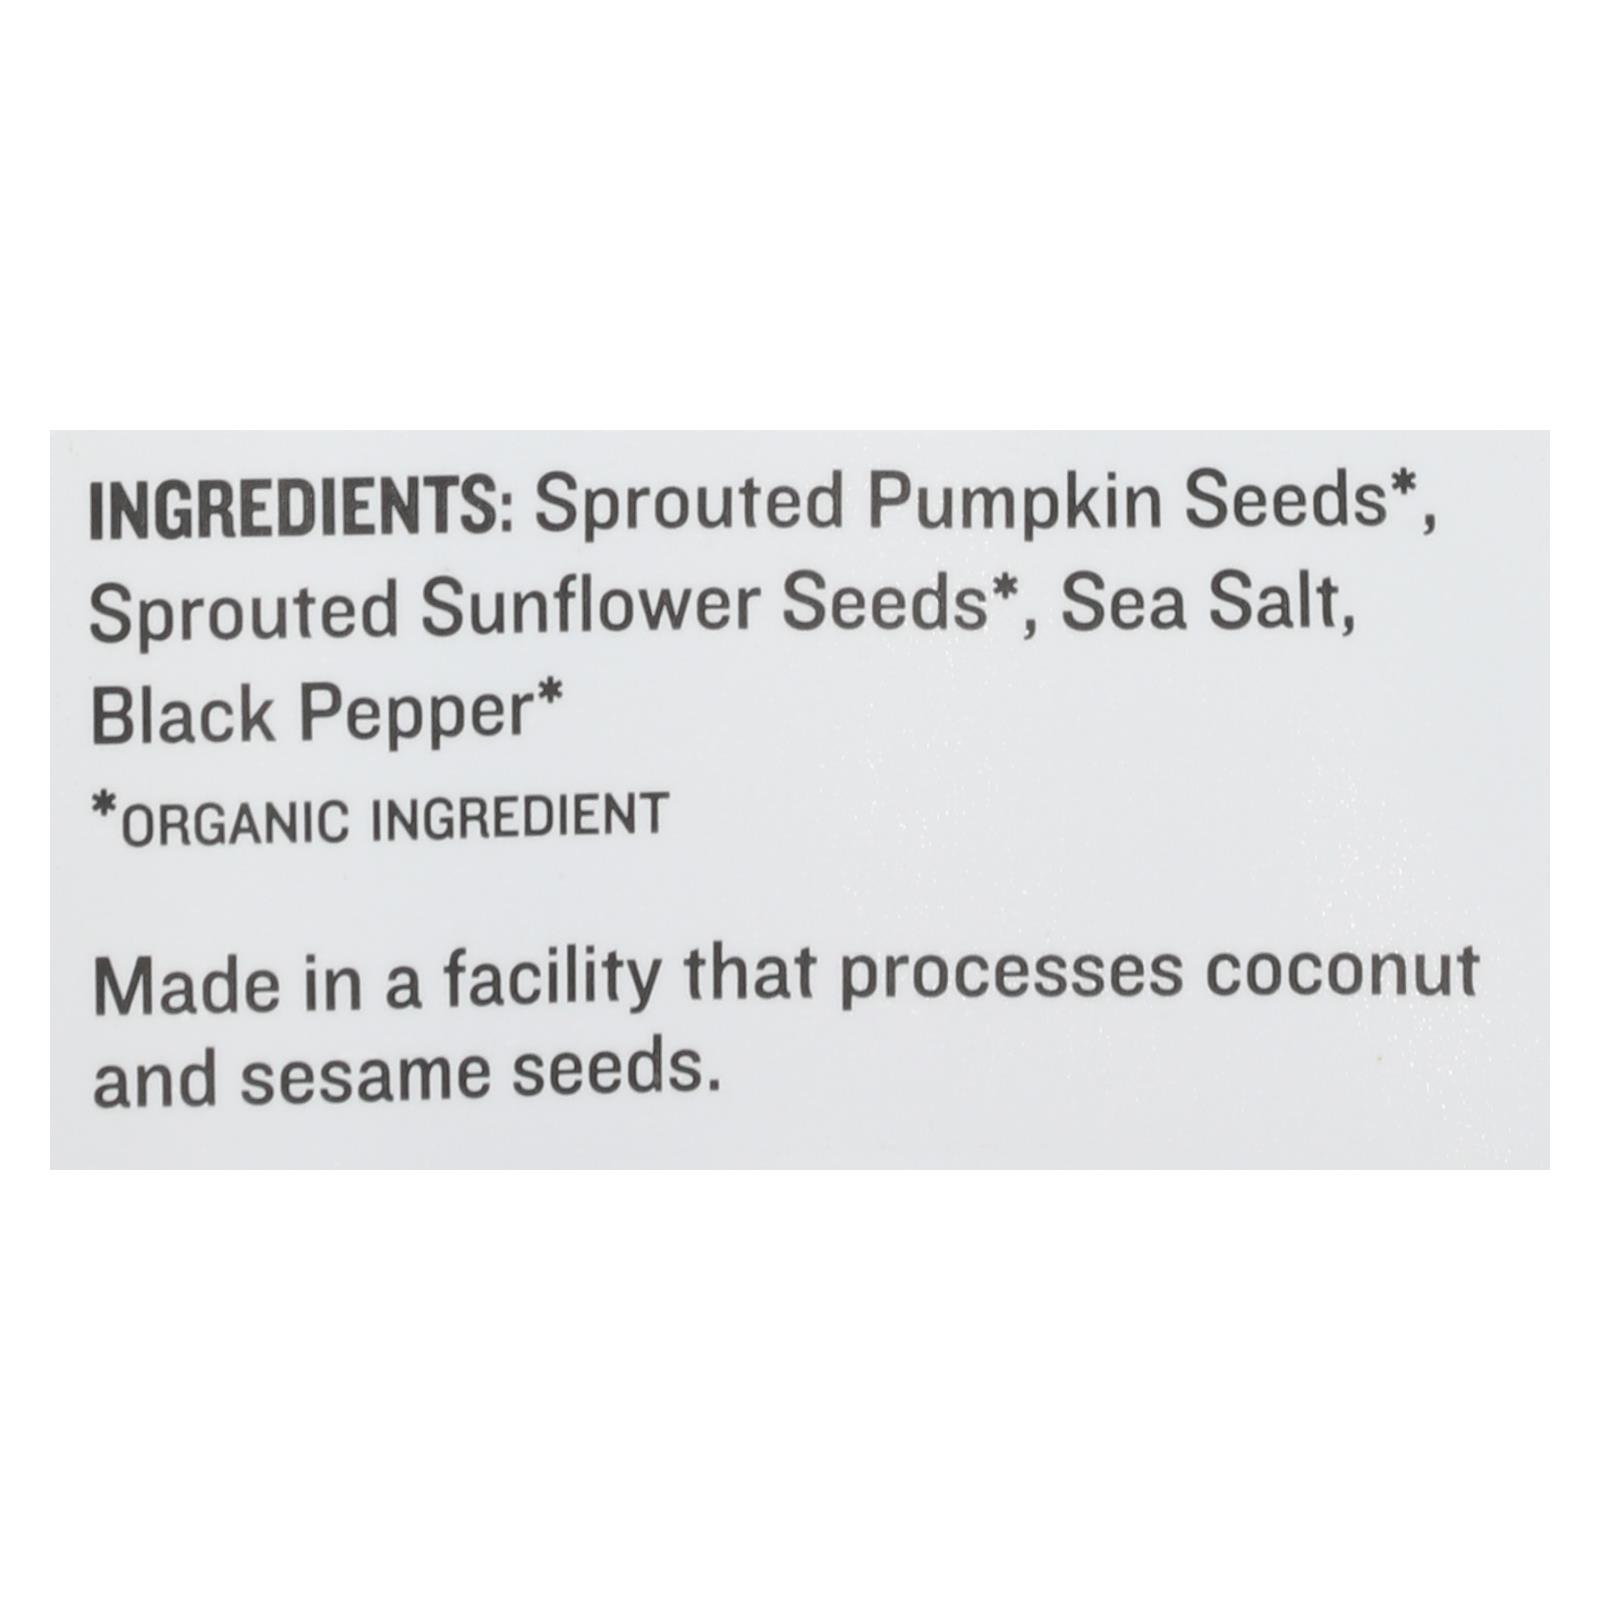 INGREDIENTS: Sprouted Pumpkin Seeds*,
Sprouted Sunflower Seeds*, Sea Salt,
Black Pepper*
*ORGANIC INGREDIENT
Made in a facility that processes coconut
and sesame seeds.